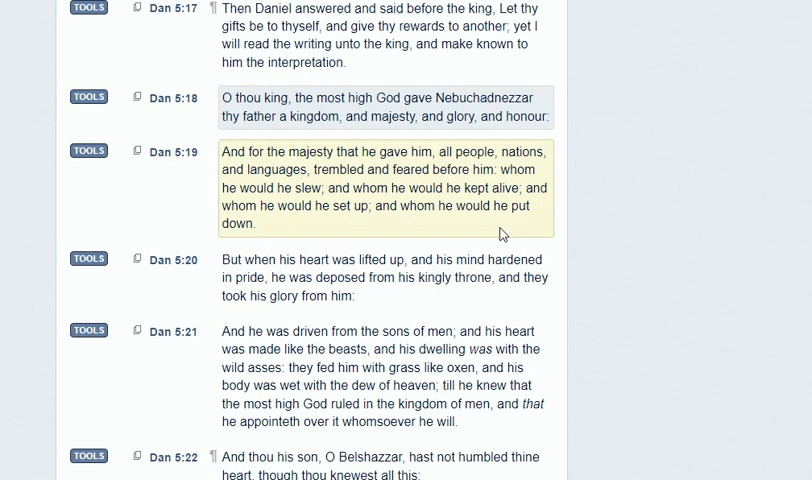 TOOLS Dan 5:17 ¶ Then Daniel answered and said before the king, Let thy
gifts be to thyself, and give thy rewards to another; yet I
will read the writing unto the king, and make known to
him the interpretation.
TOOLS Dan 5:18 O thou king, the most high God gave Nebuchadnezzar
thy father a kingdom, and majesty, and glory, and honour:
TOOLS Dan 5:19 And for the majesty that he gave him, all people, nations,
and languages, trembled and feared before him: whom
he would he slew; and whom he would he kept alive; and
whom he would he set up; and whom he would he put
down.
TOOLS Dan 5:20 But when his heart was lifted up, and his mind hardened
in pride, he was deposed from his kingly throne, and they
took his glory from him:
TOOLS Dan 5:21 And he was driven from the sons of men; and his heart
was made like the beasts, and his dwelling was with the
wild asses: they fed him with grass like oxen, and his
body was wet with the dew of heaven; till he knew that
the most high God ruled in the kingdom of men, and that
he appointeth over it whomsoever he will.
TOOLS Dan 5:22 ¶ And thou his son, O Belshazzar, hast not humbled thine
heart, though thou knewest all this;